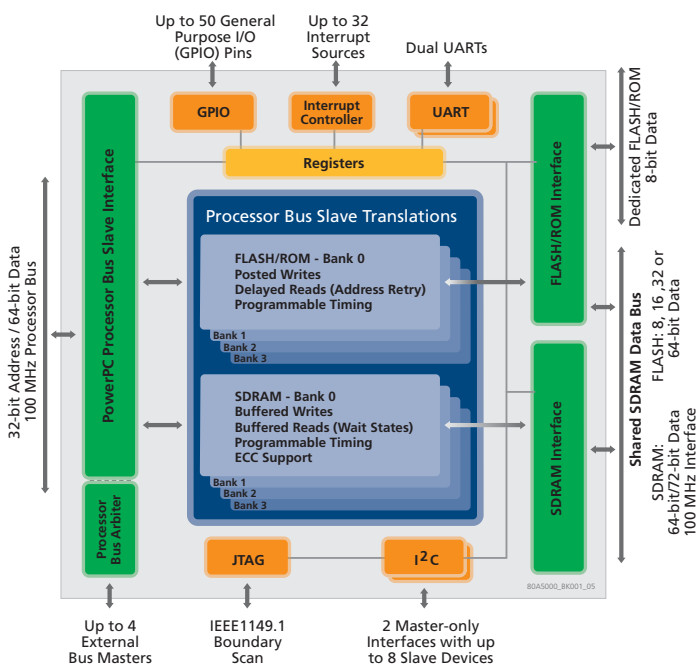 Up to 50 General
Purpose I/O
(GPIO) Pins
Up to 32
Interrupt
Sources
Dual UARTs
GPIO
Interrupt
Controller
UART
Registers
32-bit Address / 64-bit Data
100 MHz Processor Bus
PowerPC Processor Bus Slave Interface
Processor
Bus Arbiter
Processor Bus Slave Translations
FLASH/ROM - Bank 0
Posted Writes
Delayed Reads (Address Retry)
Programmable Timing
Bank 1
Bank 2
Bank 3
SDRAM - Bank 0
Buffered Writes
Buffered Reads (Wait States)
Programmable Timing
ECC Support
Bank 1
Bank 2
Bank 3
FLASH/ROM Interface
SDRAM Interface
Dedicated FLASH/ROM
8-bit Data
Shared SDRAM Data Bus
FLASH: 8, 16 ,32 or
64-bit Data
SDRAM:
64-bit/72-bit Data
100 MHz Interface
JTAG
I2C
80A5000_BK001_05
Up to 4
External
Bus Masters
IEEE1149.1
Boundary
Scan
2 Master-only
Interfaces with up
to 8 Slave Devices